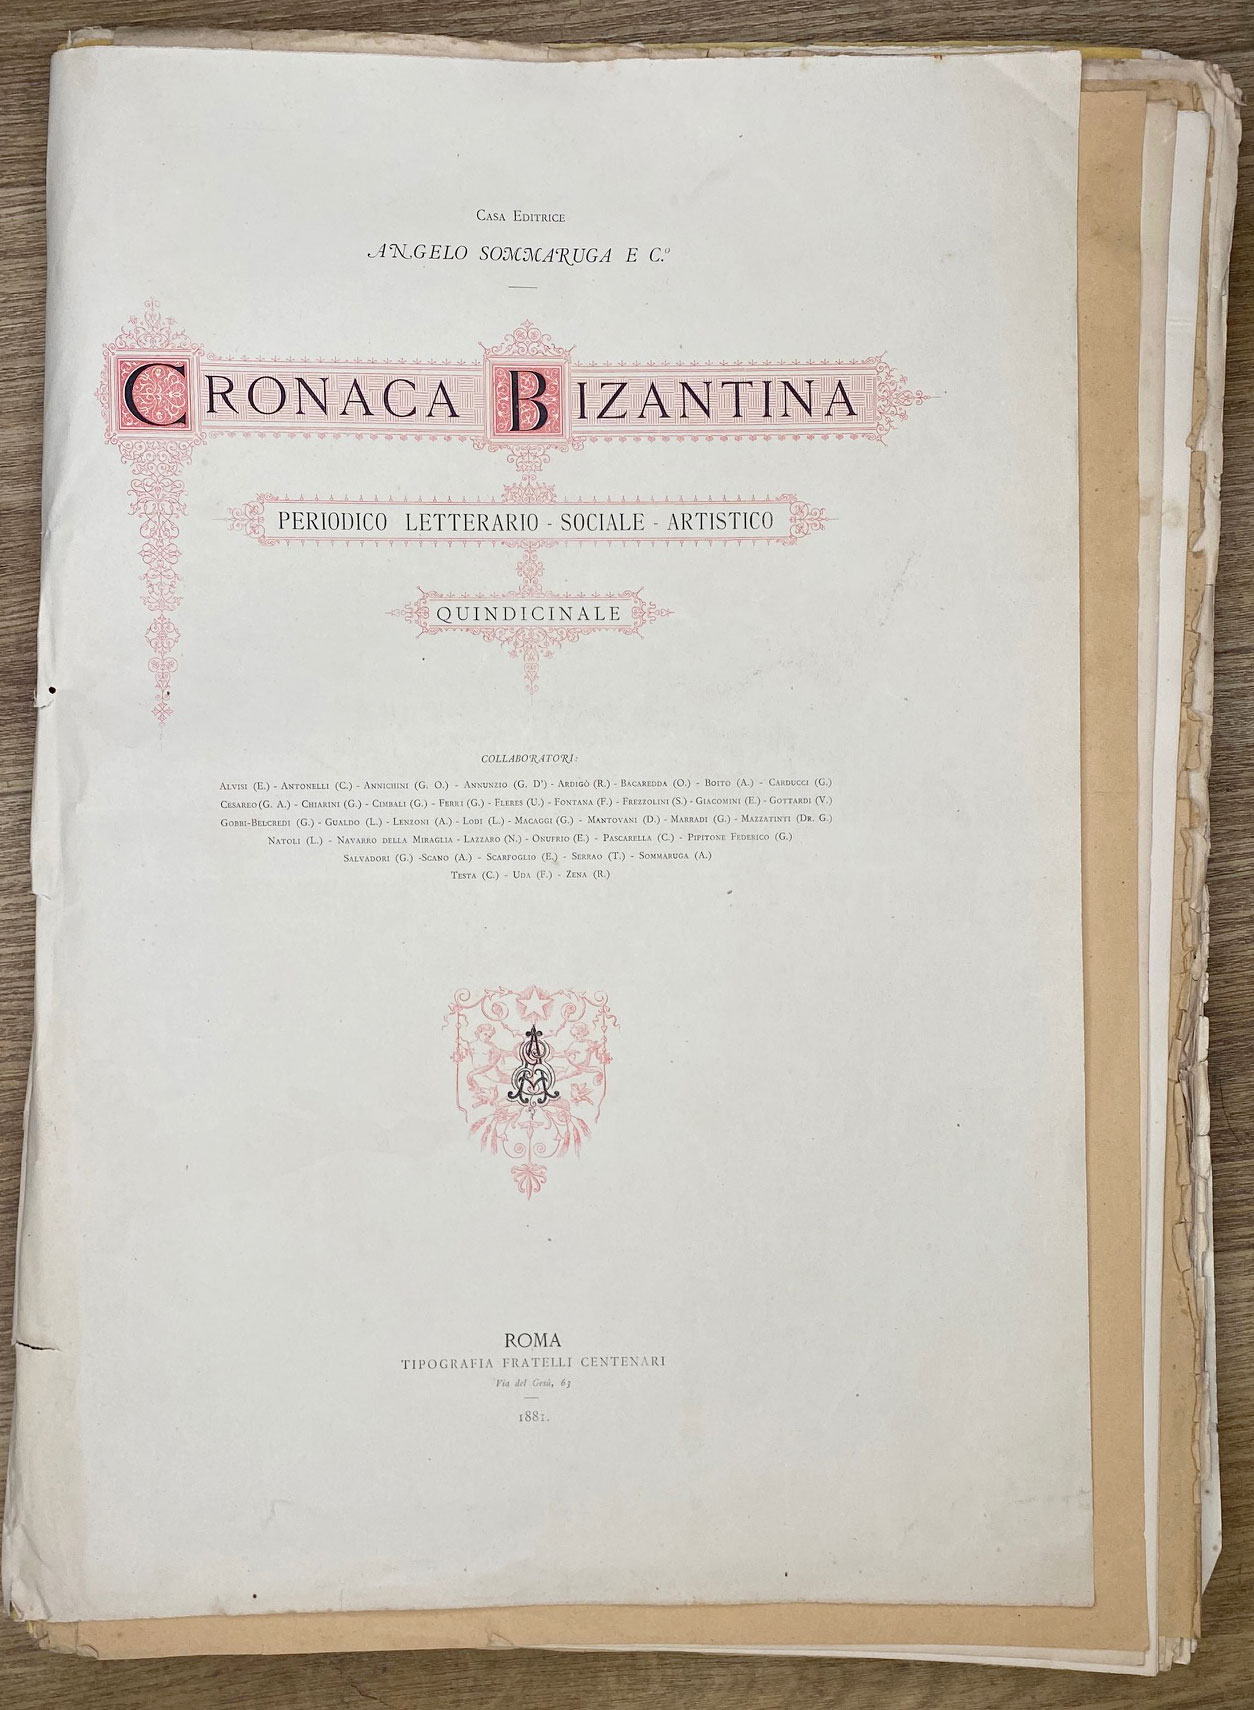 Casa Editrice
ANGELO SOMMARUGA E C.º
CRONACA BIZANTINA
PERIODICO LETTERARIO - SOCIALE - ARTISTICO
QUINDICINALE
COLLABORATORI:
Alvisi (E.) - Antonelli (C.) - Annichini (G. O.) - Annunzio (G. D') - Ardigò (R.) - Bacaredda (O.) - Boito (A.) - Carducci (G.)
Cesareo (G. A.) - Chiarini (G.) - Cimbali (G.) - Ferri (G.) - Fleres (U.) - Fontana (F.) - Frezzolini (S.) - Giacomini (E.) - Gottardi (V.)
Gobbi-Belcredi (G.) - Gualdo (L.) - Lenzoni (A.) - Lodi (L.) - Macaggi (G.) - Mantovani (D.) - Marradi (G.) - Mazzatinti (Dr. G.)
Natoli (L.) - Navarro della Miraglia - Lazzaro (N.) - Onufrio (E.) - Pascarella (C.) - Pipitone Federico (G.)
Salvadori (G.) -Scano (A.) - Scarfoglio (E.) - Serrao (T.) - Sommaruga (A.)
Testa (C.) - Uda (F.) - Zena (R.)
ROMA
TIPOGRAFIA FRATELLI CENTENARI
Via del Gesù, 63
1881.